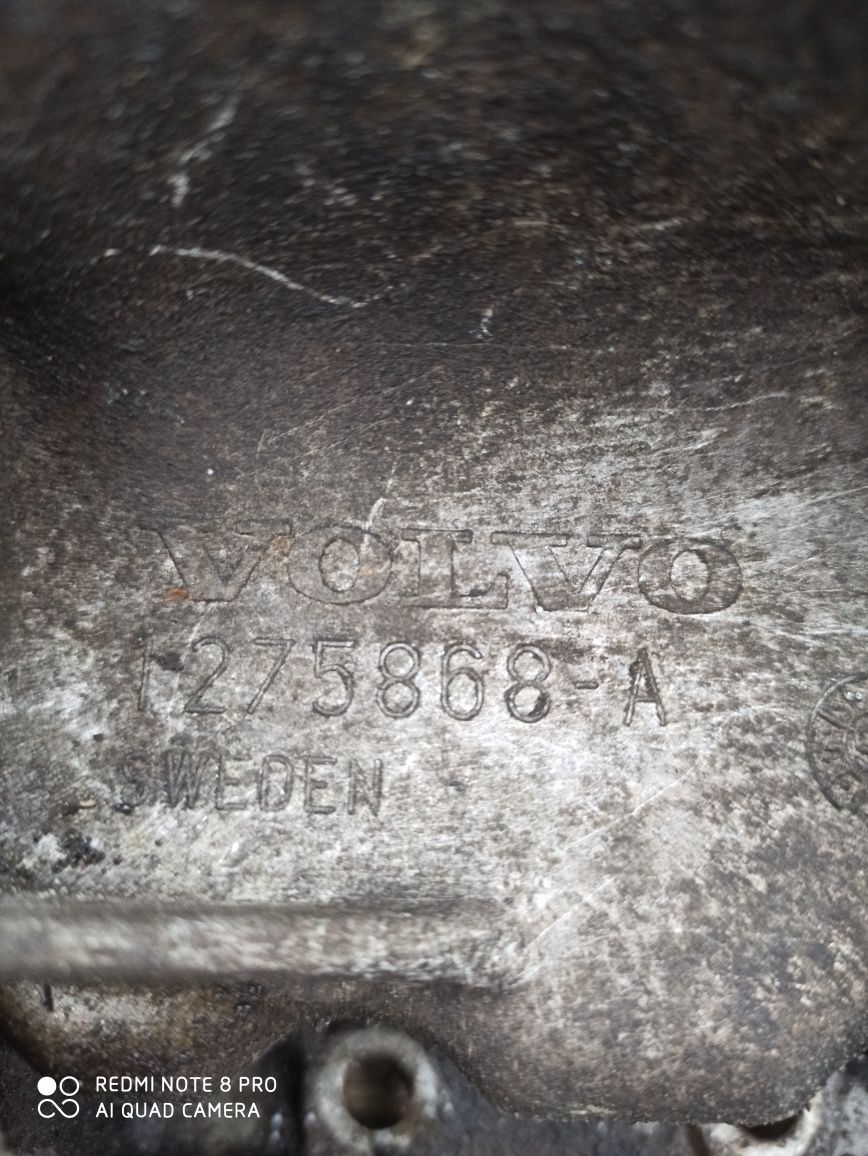 VOLVO
1275868-A
SWEDEN
REDMI NOTE 8 PRO
AI QUAD CAMERA